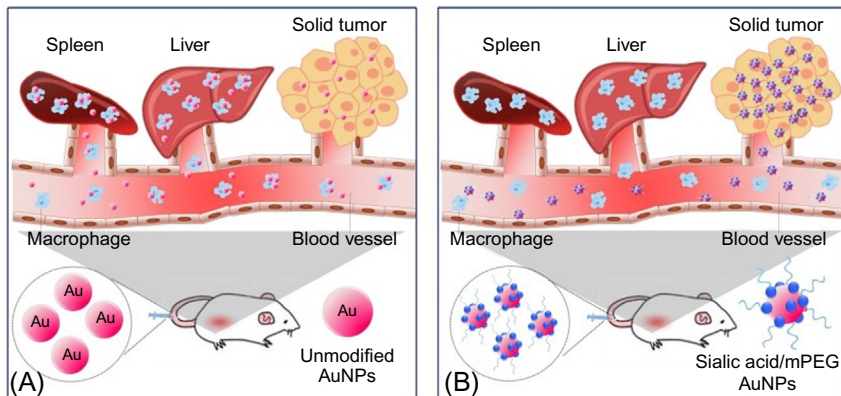 Spleen
Liver
Solid tumor
Macrophage
Blood vessel
Au
Au
Au
Au
Au
Unmodified
AuNPs
(A)
Spleen
Liver
Solid tumor
Macrophage
Blood vessel
Sialic acid/mPEG
AuNPs
(B)